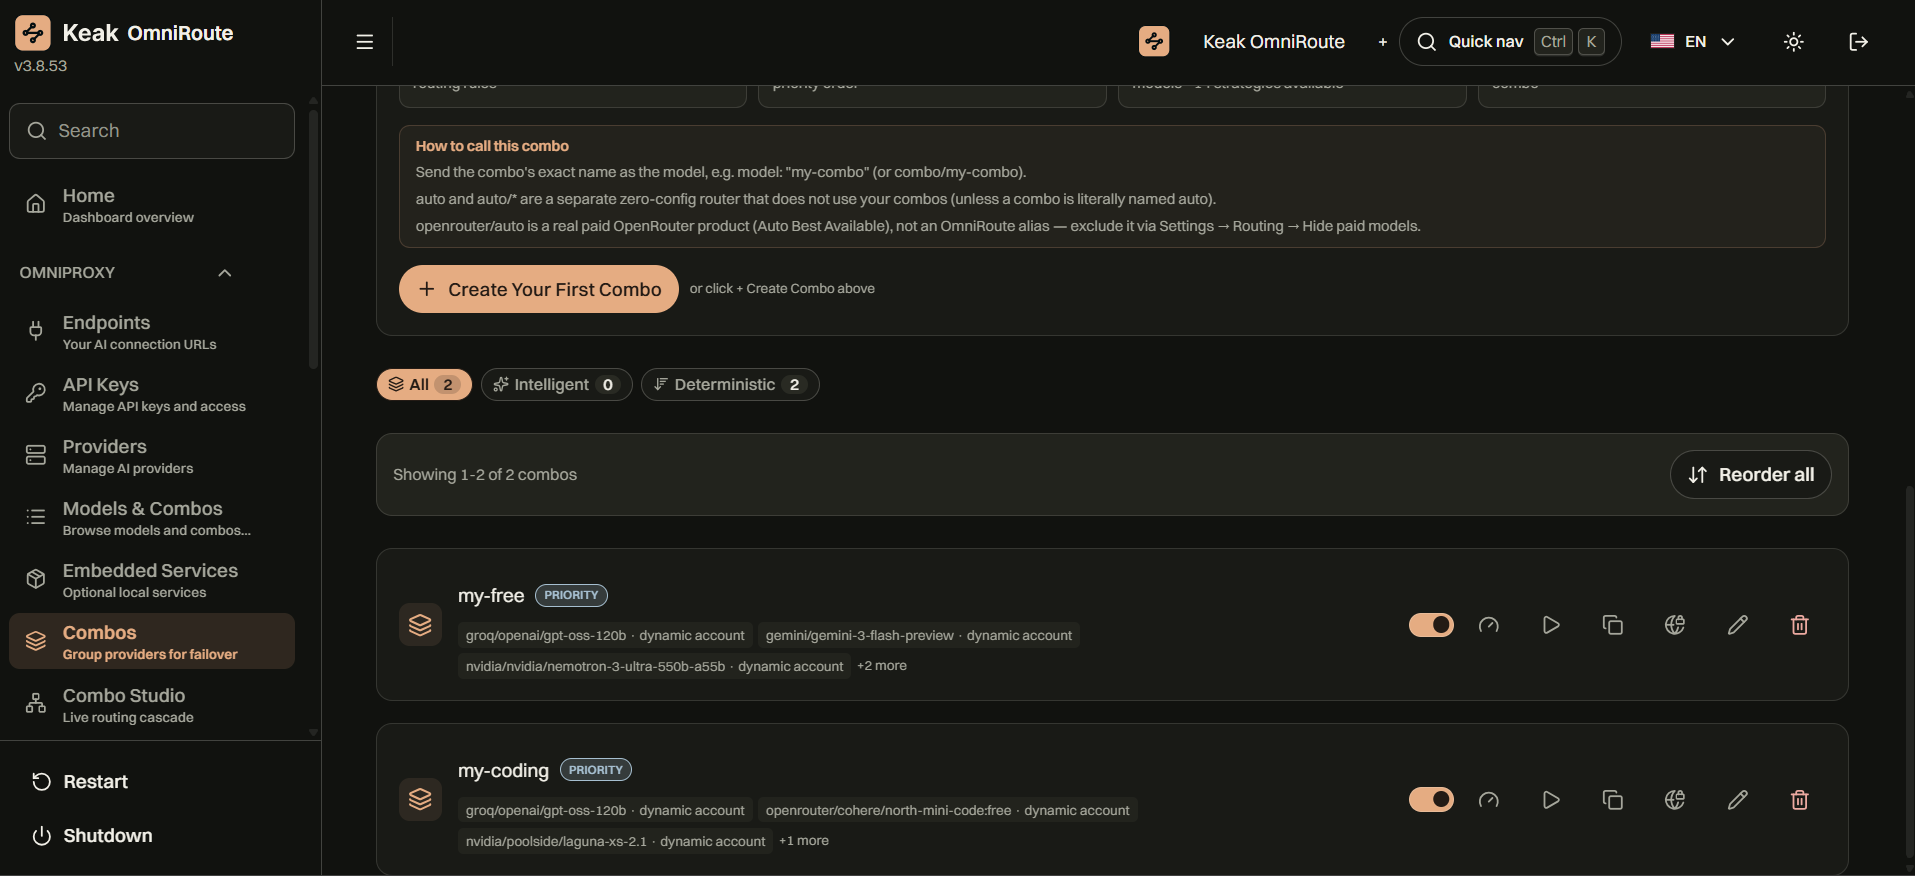 Keak OmniRoute
v3.8.53
Search
Home
Dashboard overview
OMNIPROXY
Endpoints
Your AI connection URLs
API Keys
Manage API keys and access
Providers
Manage AI providers
Models & Combos
Browse models and combos...
Embedded Services
Optional local services
Combos
Group providers for failover
Combo Studio
Live routing cascade
Restart
Shutdown
Keak OmniRoute
+
Quick nav Ctrl K
EN
routing rules
priority order
models · 14 strategies available
combo
How to call this combo
Send the combo's exact name as the model, e.g. model: "my-combo" (or combo/my-combo).
auto and auto/* are a separate zero-config router that does not use your combos (unless a combo is literally named auto).
openrouter/auto is a real paid OpenRouter product (Auto Best Available), not an OmniRoute alias — exclude it via Settings → Routing → Hide paid models.
+ Create Your First Combo
or click + Create Combo above
All 2
Intelligent 0
Deterministic 2
Showing 1-2 of 2 combos
Reorder all
my-free PRIORITY
groq/openai/gpt-oss-120b · dynamic account
gemini/gemini-3-flash-preview · dynamic account
nvidia/nvidia/nemotron-3-ultra-550b-a55b · dynamic account +2 more
my-coding PRIORITY
groq/openai/gpt-oss-120b · dynamic account
openrouter/cohere/north-mini-code:free · dynamic account
nvidia/poolside/laguna-xs-2.1 · dynamic account +1 more